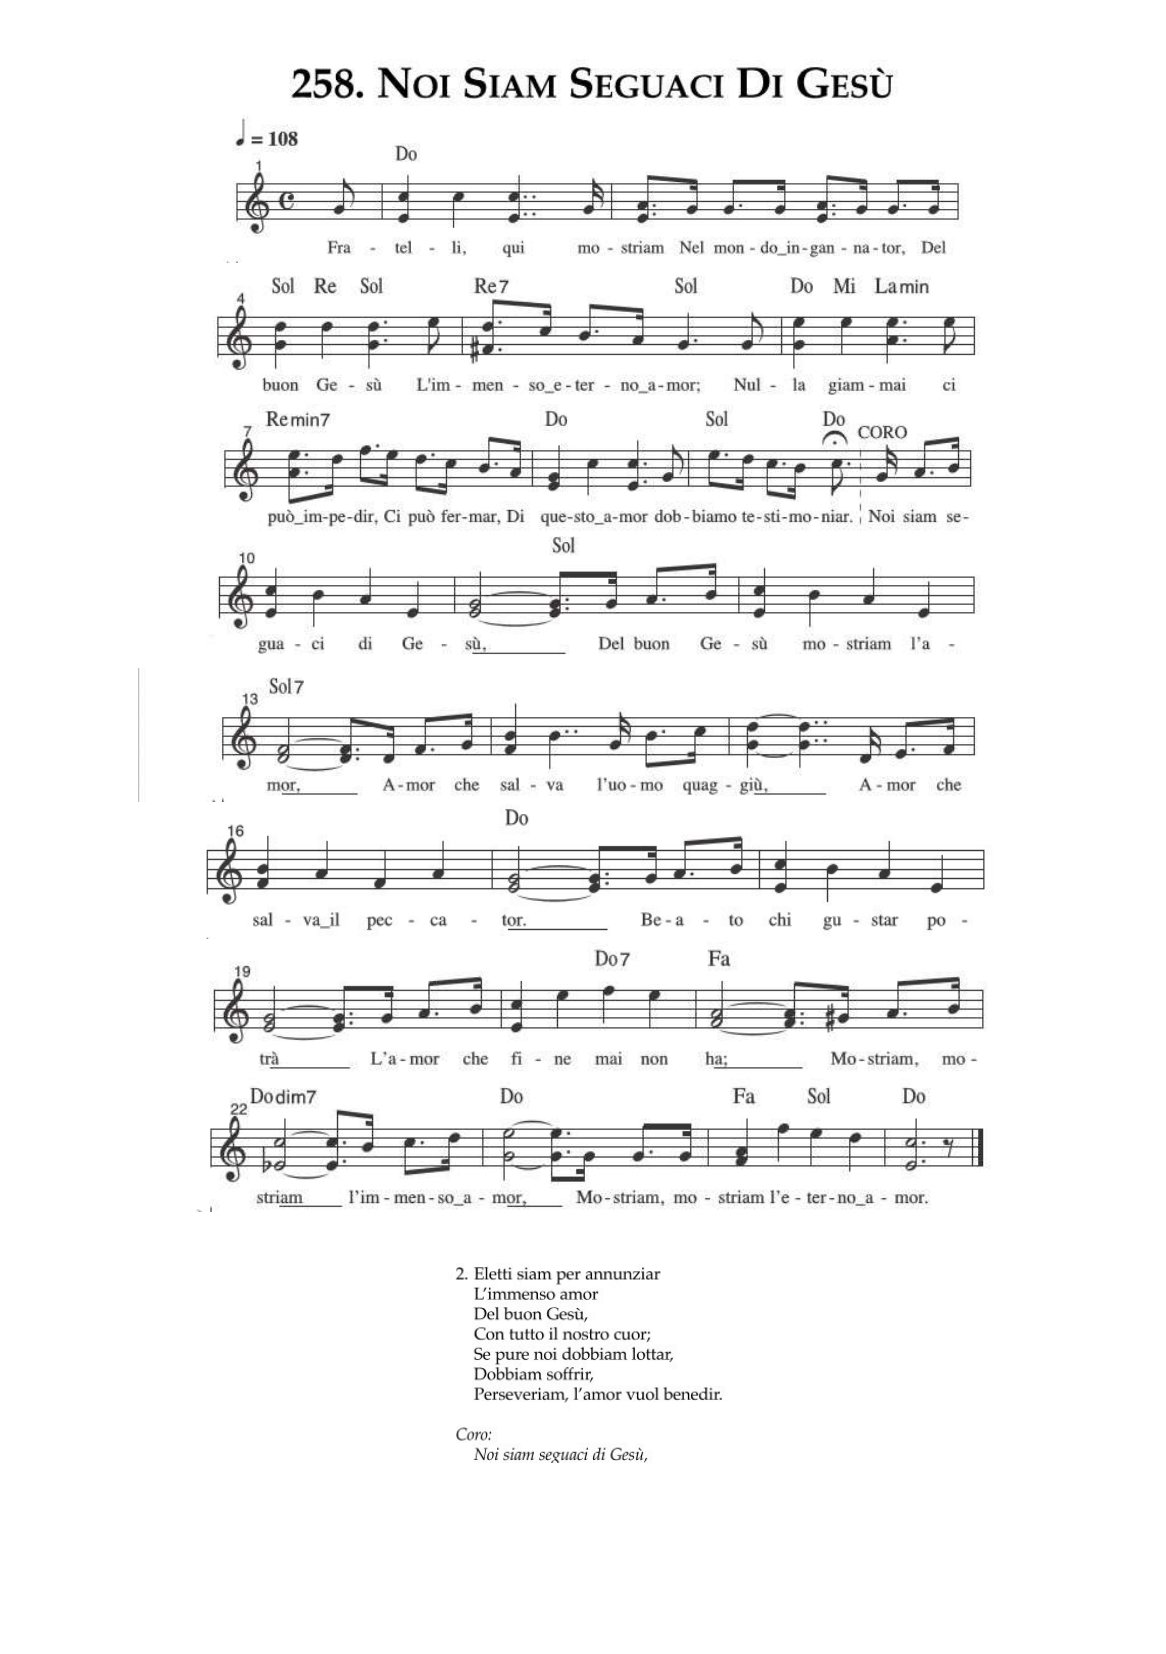 258. Noi Siam Seguaci Di Gesù
♩ = 108
1
Do
Fra - tel - li, qui mo - striam Nel mon - do_in - gan - na - tor, Del
4
Sol Re Sol Re7 Sol Do Mi Lamin
buon Ge - sù L'im - men - so_e - ter - no_a - mor; Nul - la giam - mai ci
7
Remin7 Do Sol Do CORO
può_im - pe - dir, Ci può fer - mar, Di que - sto_a - mor dob - biamo te - sti - mo - niar. Noi siam se -
10
Sol
gua - ci di Ge - sù, Del buon Ge - sù mo - striam l'a -
13
Sol7
mor, A - mor che sal - va l'uo - mo quag - giù, A - mor che
16
Do
sal - va_il pec - ca - tor. Be - a - to chi gu - star po -
19
Do7 Fa
trà L'a - mor che fi - ne mai non ha; Mo - striam, mo -
22
Dodim7 Do Fa Sol Do
striam l'im - men - so_a - mor, Mo - striam, mo - striam l'e - ter - no_a - mor.
2. Eletti siam per annunziar
L'immenso amor
Del buon Gesù,
Con tutto il nostro cuor;
Se pure noi dobbiam lottar,
Dobbiam soffrir,
Perseveriam, l'amor vuol benedir.
Coro:
Noi siam seguaci di Gesù,